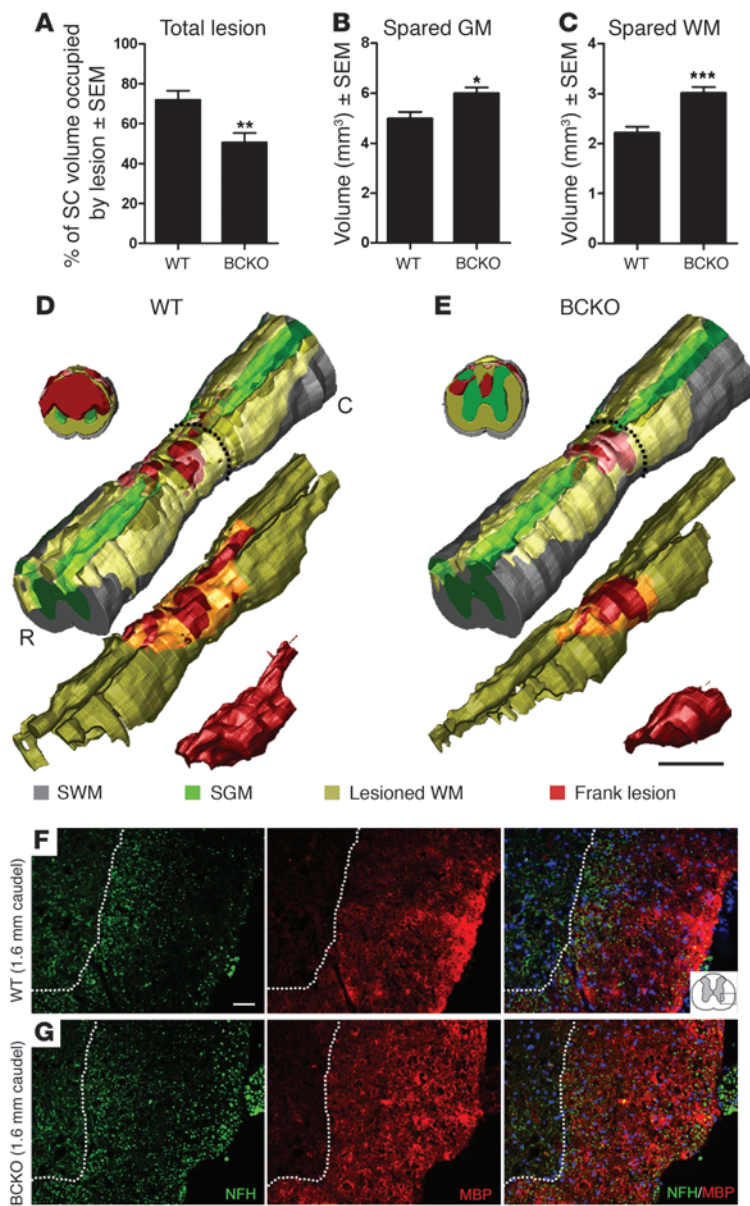 A Total lesion
B Spared GM
C Spared WM
% of SC volume occupied
by lesion ± SEM
100
80
60
40
20
0
**
WT BCKO
Volume (mm³) ± SEM
8
6
4
2
0
*
WT BCKO
Volume (mm³) ± SEM
4
3
2
1
0
***
WT BCKO
D WT
E BCKO
C
R
SWM SGM Lesioned WM Frank lesion
F
WT (1.6 mm caudel)
G
BCKO (1.6 mm caudel)
NFH MBP NFH/MBP